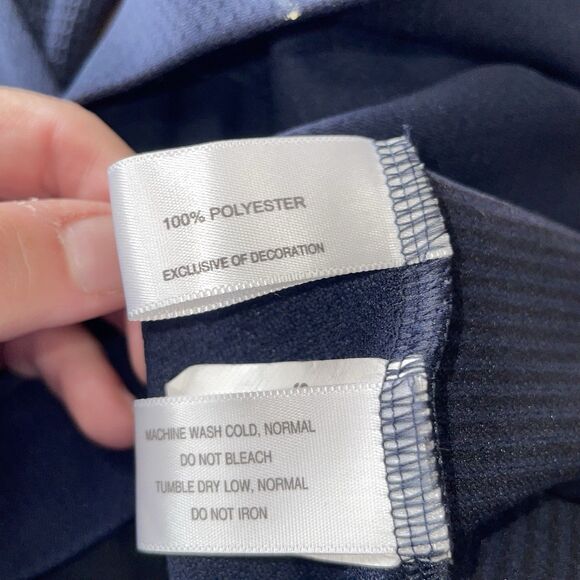 100% POLYESTER
EXCLUSIVE OF DECORATION
MACHINE WASH COLD, NORMAL
DO NOT BLEACH
TUMBLE DRY LOW, NORMAL
DO NOT IRON